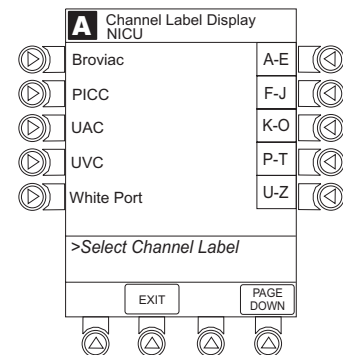 A Channel Label Display
NICU
Broviac A-E
PICC F-J
UAC K-O
UVC P-T
White Port U-Z
>Select Channel Label
EXIT PAGE
DOWN